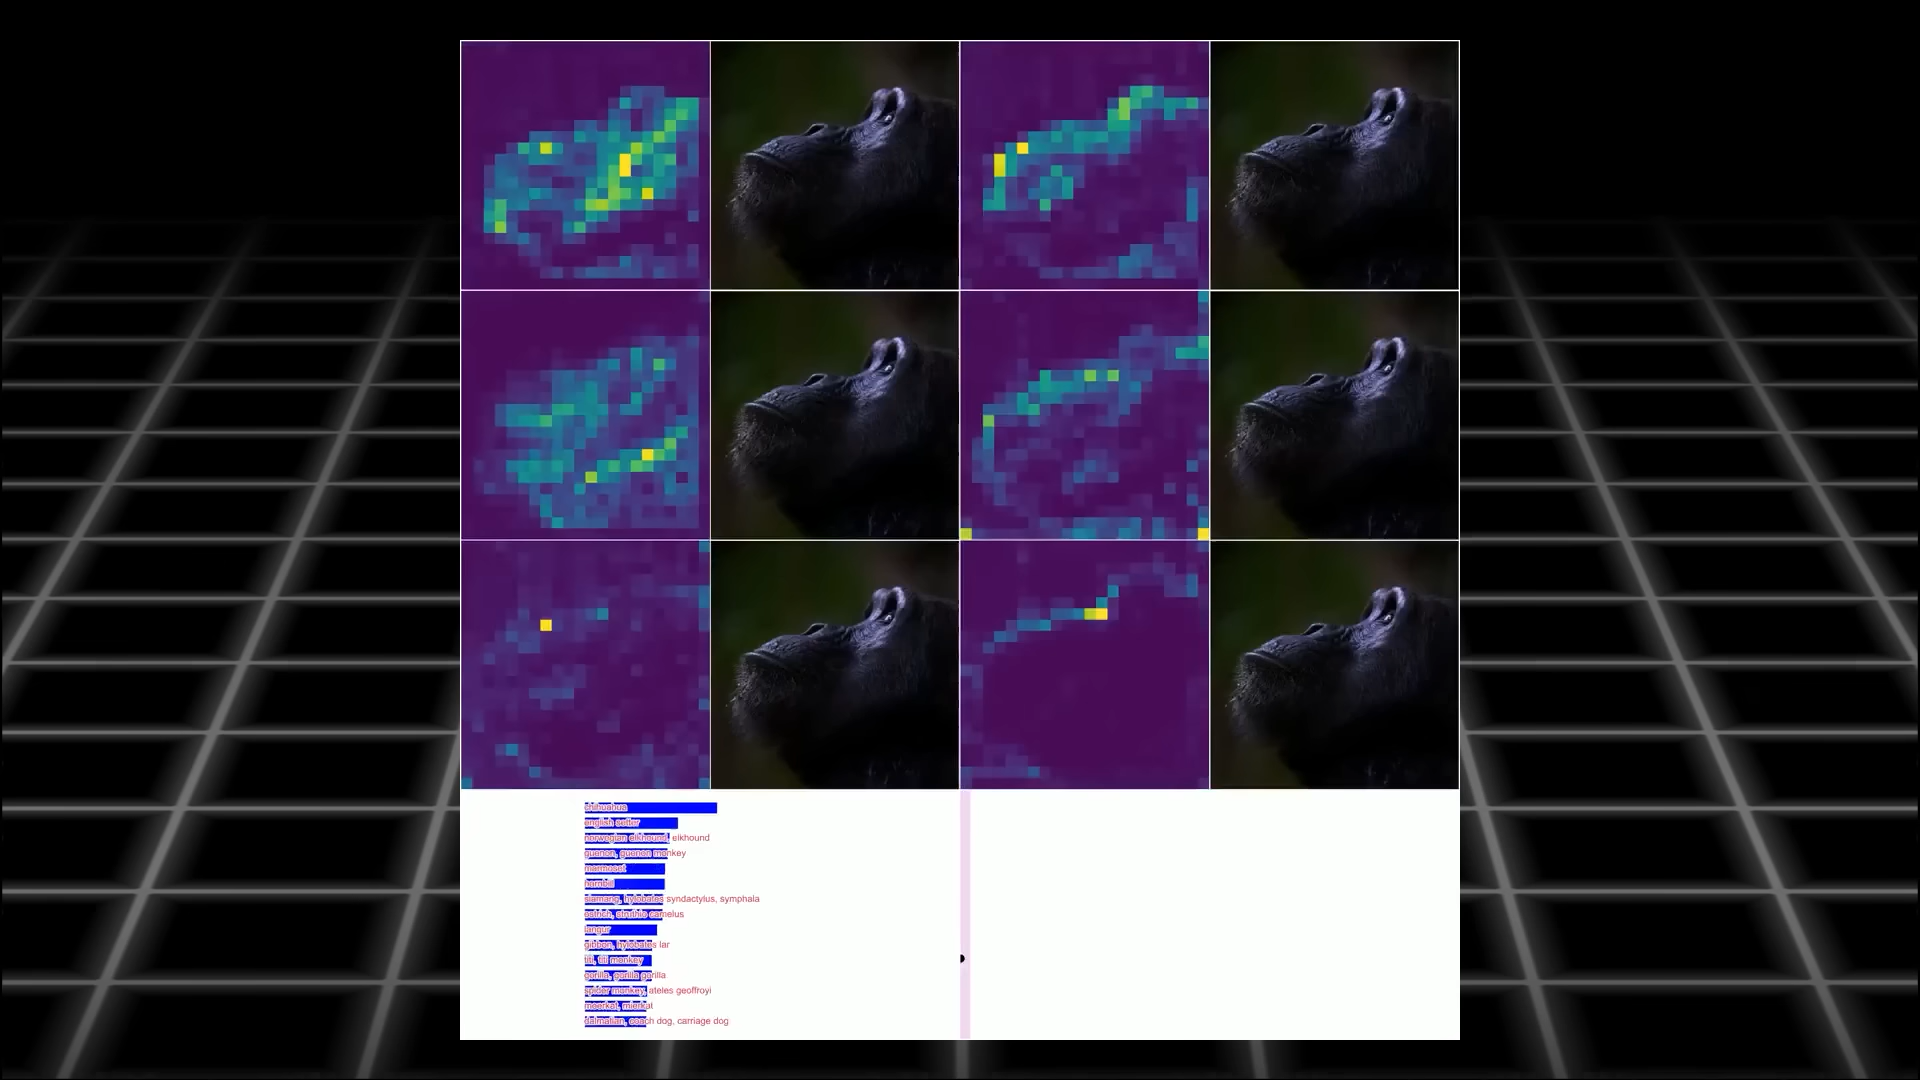 chihuahua
english setter
norwegian elkhound, elkhound
guenon, guenon monkey
marmoset
hornbill
siamang, hylobates syndactylus, symphala
ostrich, struthio camelus
langur
gibbon, hylobates lar
titi, titi monkey
gorilla, gorilla gorilla
spider monkey, ateles geoffroyi
meerkat, mierkat
dalmatian, coach dog, carriage dog